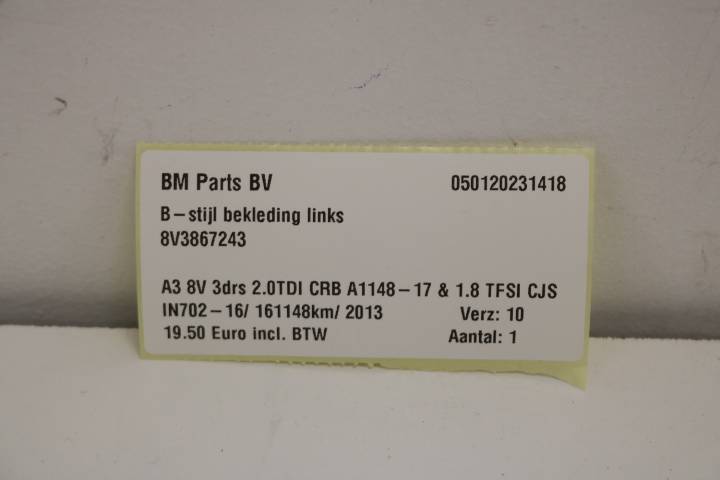 BM Parts BV 050120231418
B-stijl bekleding links
8V3867243
A3 8V 3drs 2.0TDI CRB A1148-17 & 1.8 TFSI CJS
IN702-16/ 161148km/ 2013 Verz: 10
19.50 Euro incl. BTW Aantal: 1